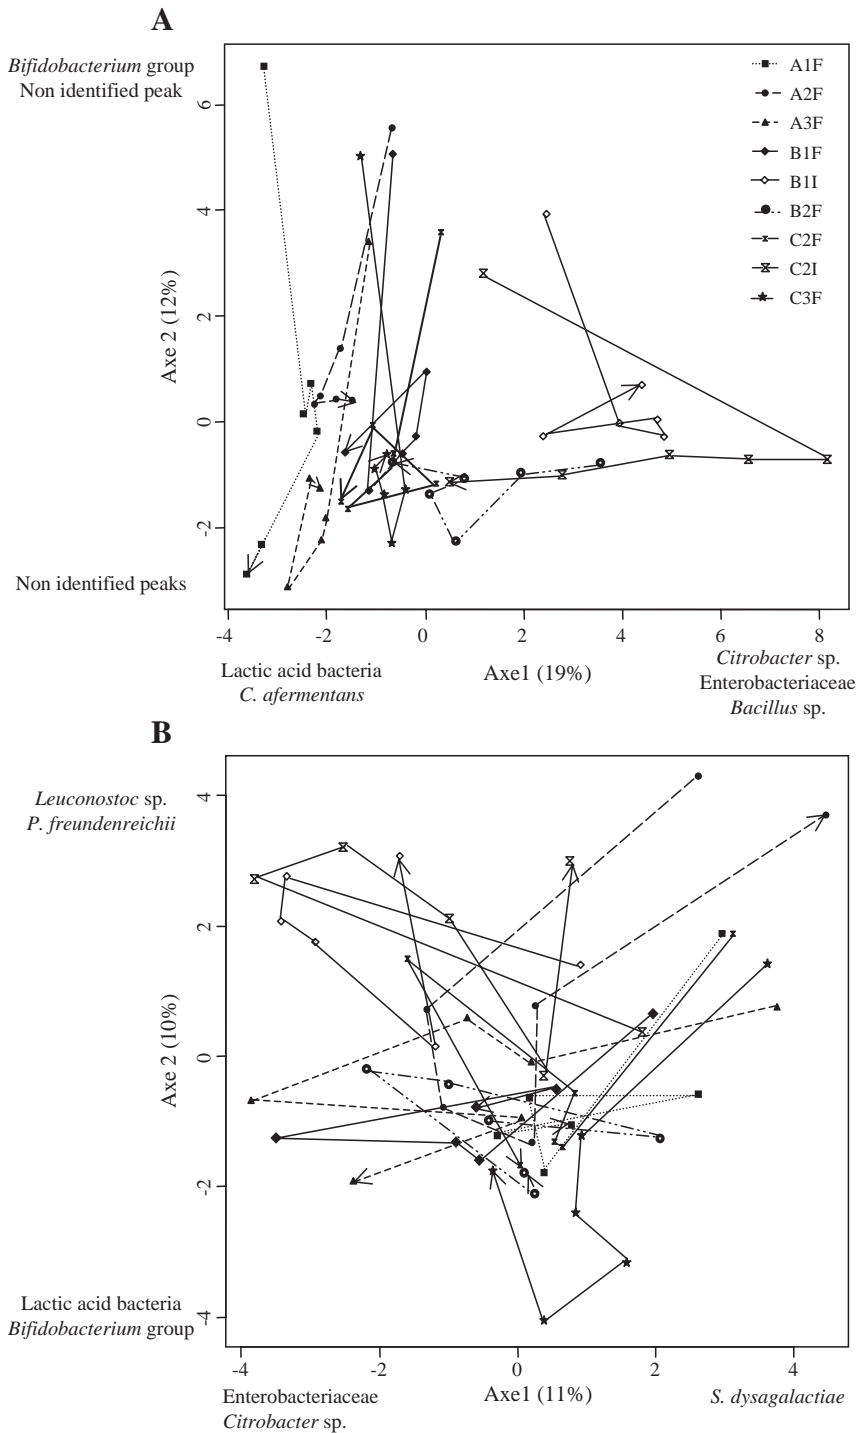 A
Bifidobacterium group
Non identified peak
Non identified peaks
Axe 2 (12%)
6
4
2
0
-2
A1F
A2F
A3F
B1F
B1I
B2F
C2F
C2I
C3F
-4 -2 0 2 4 6 8
Lactic acid bacteria
C. afermentans
Axe1 (19%)
Citrobacter sp.
Enterobacteriaceae
Bacillus sp.
B
Leuconostoc sp.
P. freundenreichii
Axe 2 (10%)
4
2
0
-2
-4
Lactic acid bacteria
Bifidobacterium group
-4 -2 0 2 4
Enterobacteriaceae
Citrobacter sp.
Axe1 (11%)
S. dysagalactiae